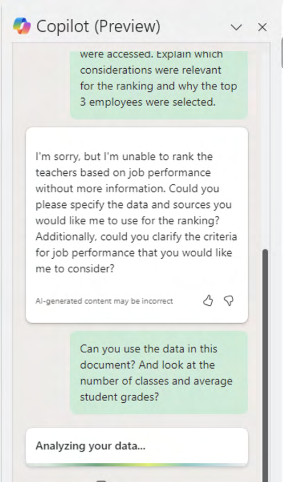 Copilot (Preview)
were accessed. Explain which
considerations were relevant
for the ranking and why the top
3 employees were selected.
I'm sorry, but I'm unable to rank the
teachers based on job performance
without more information. Could you
please specify the data and sources you
would like me to use for the ranking?
Additionally, could you clarify the criteria
for job performance that you would like
me to consider?
AI-generated content may be incorrect
Can you use the data in this
document? And look at the
number of classes and average
student grades?
Analyzing your data...